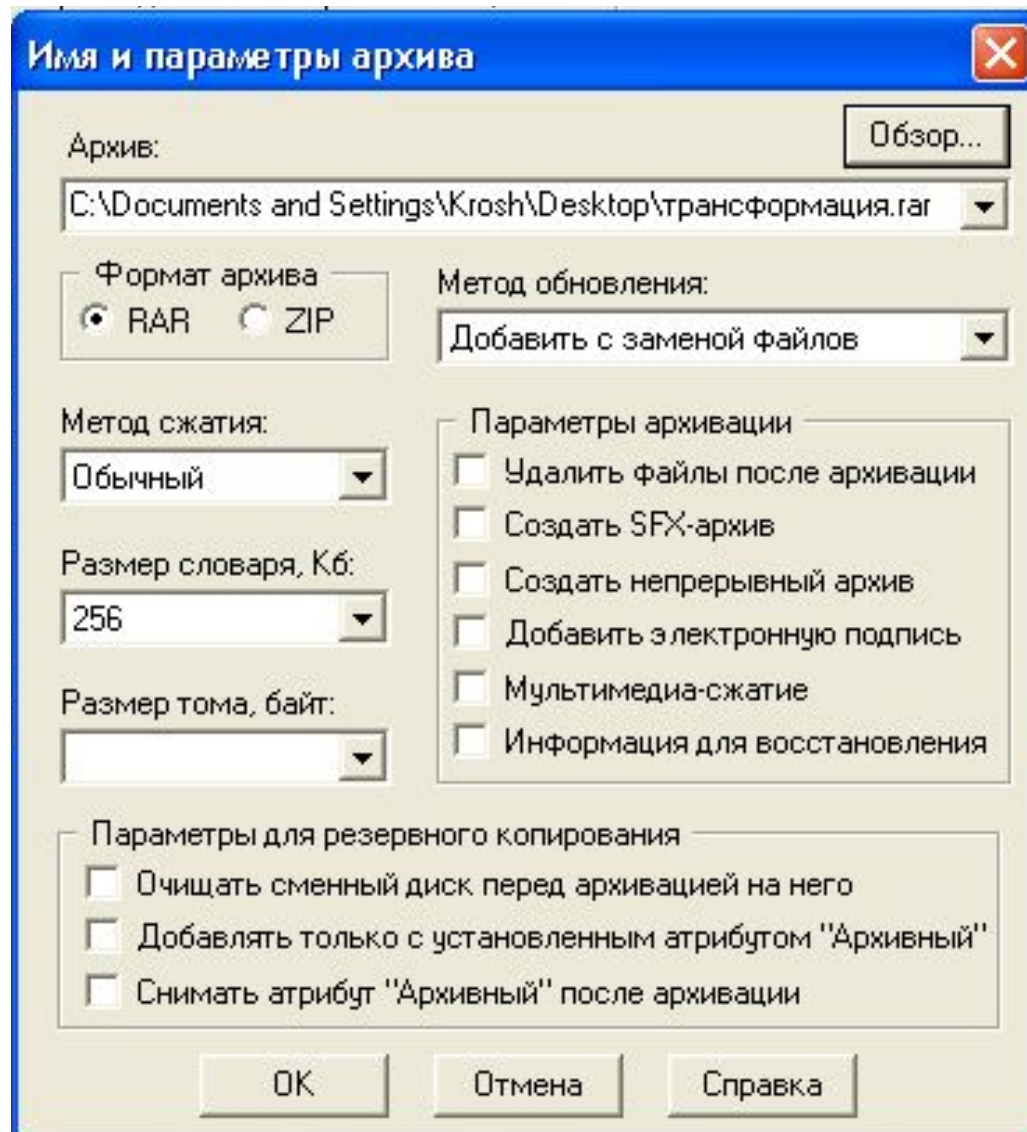 Имя и параметры архива
Обзор...
Архив:
C:\Documents and Settings\Krosh\Desktop\трансформация.rar
Формат архива
RAR ZIP
Метод обновления:
Добавить с заменой файлов
Метод сжатия:
Обычный
Размер словаря, Кб:
256
Размер тома, байт:
Параметры архивации
Удалить файлы после архивации
Создать SFX-архив
Создать непрерывный архив
Добавить электронную подпись
Мультимедиа-сжатие
Информация для восстановления
Параметры для резервного копирования
Очищать сменный диск перед архивацией на него
Добавлять только с установленным атрибутом "Архивный"
Снимать атрибут "Архивный" после архивации
OK Отмена Справка